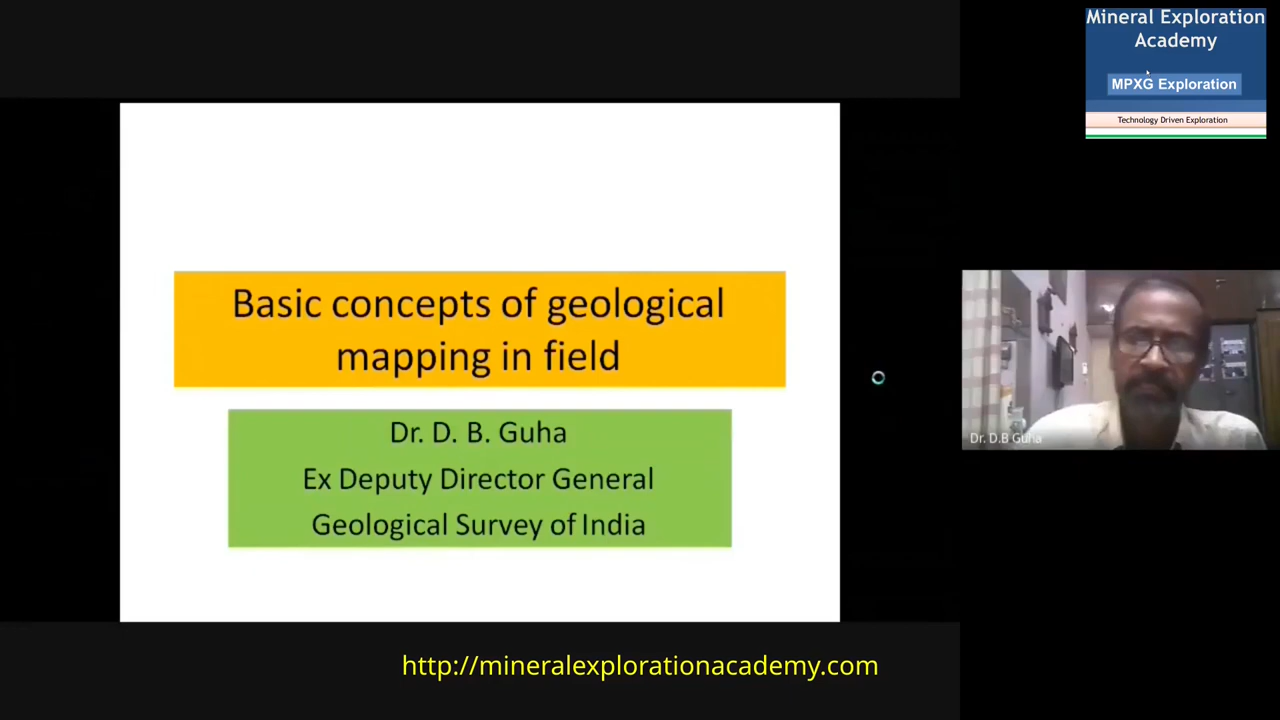 Mineral Exploration
Academy
MPXG Exploration
Technology Driven Exploration
Basic concepts of geological
mapping in field
Dr. D. B. Guha
Ex Deputy Director General
Geological Survey of India
Dr. D.B Guha
http://mineralexplorationacademy.com